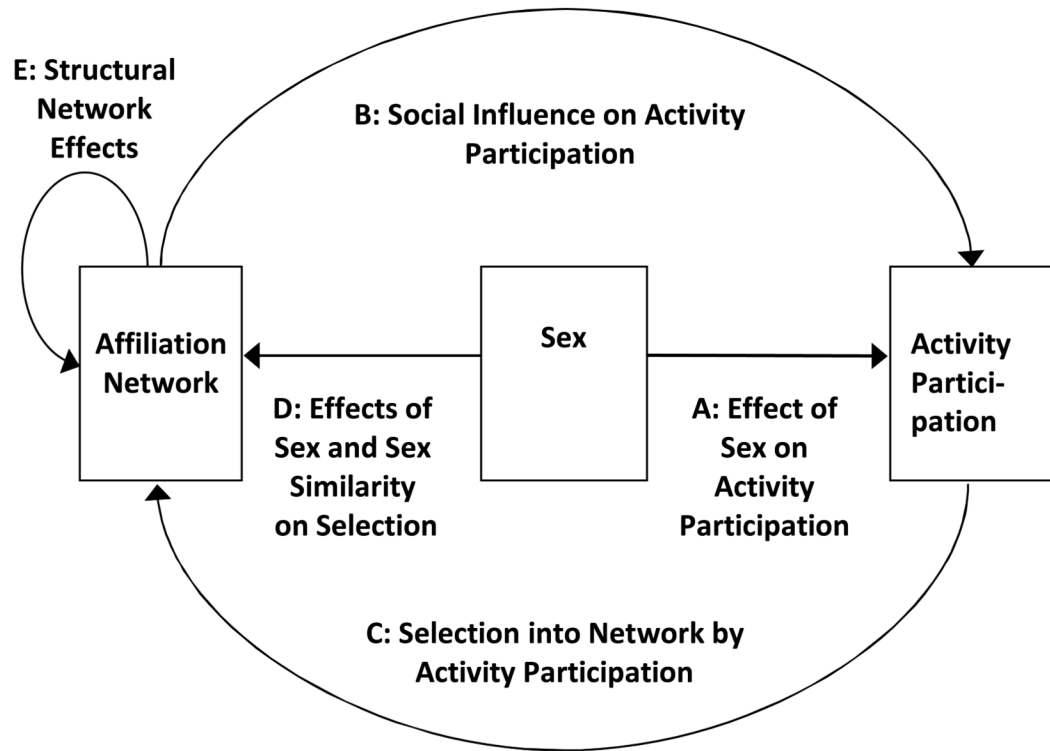 E: Structural
Network
Effects
B: Social Influence on Activity
Participation
Affiliation
Network
Sex
Activity
Partici-
pation
D: Effects of
Sex and Sex
Similarity
on Selection
A: Effect of
Sex on
Activity
Participation
C: Selection into Network by
Activity Participation